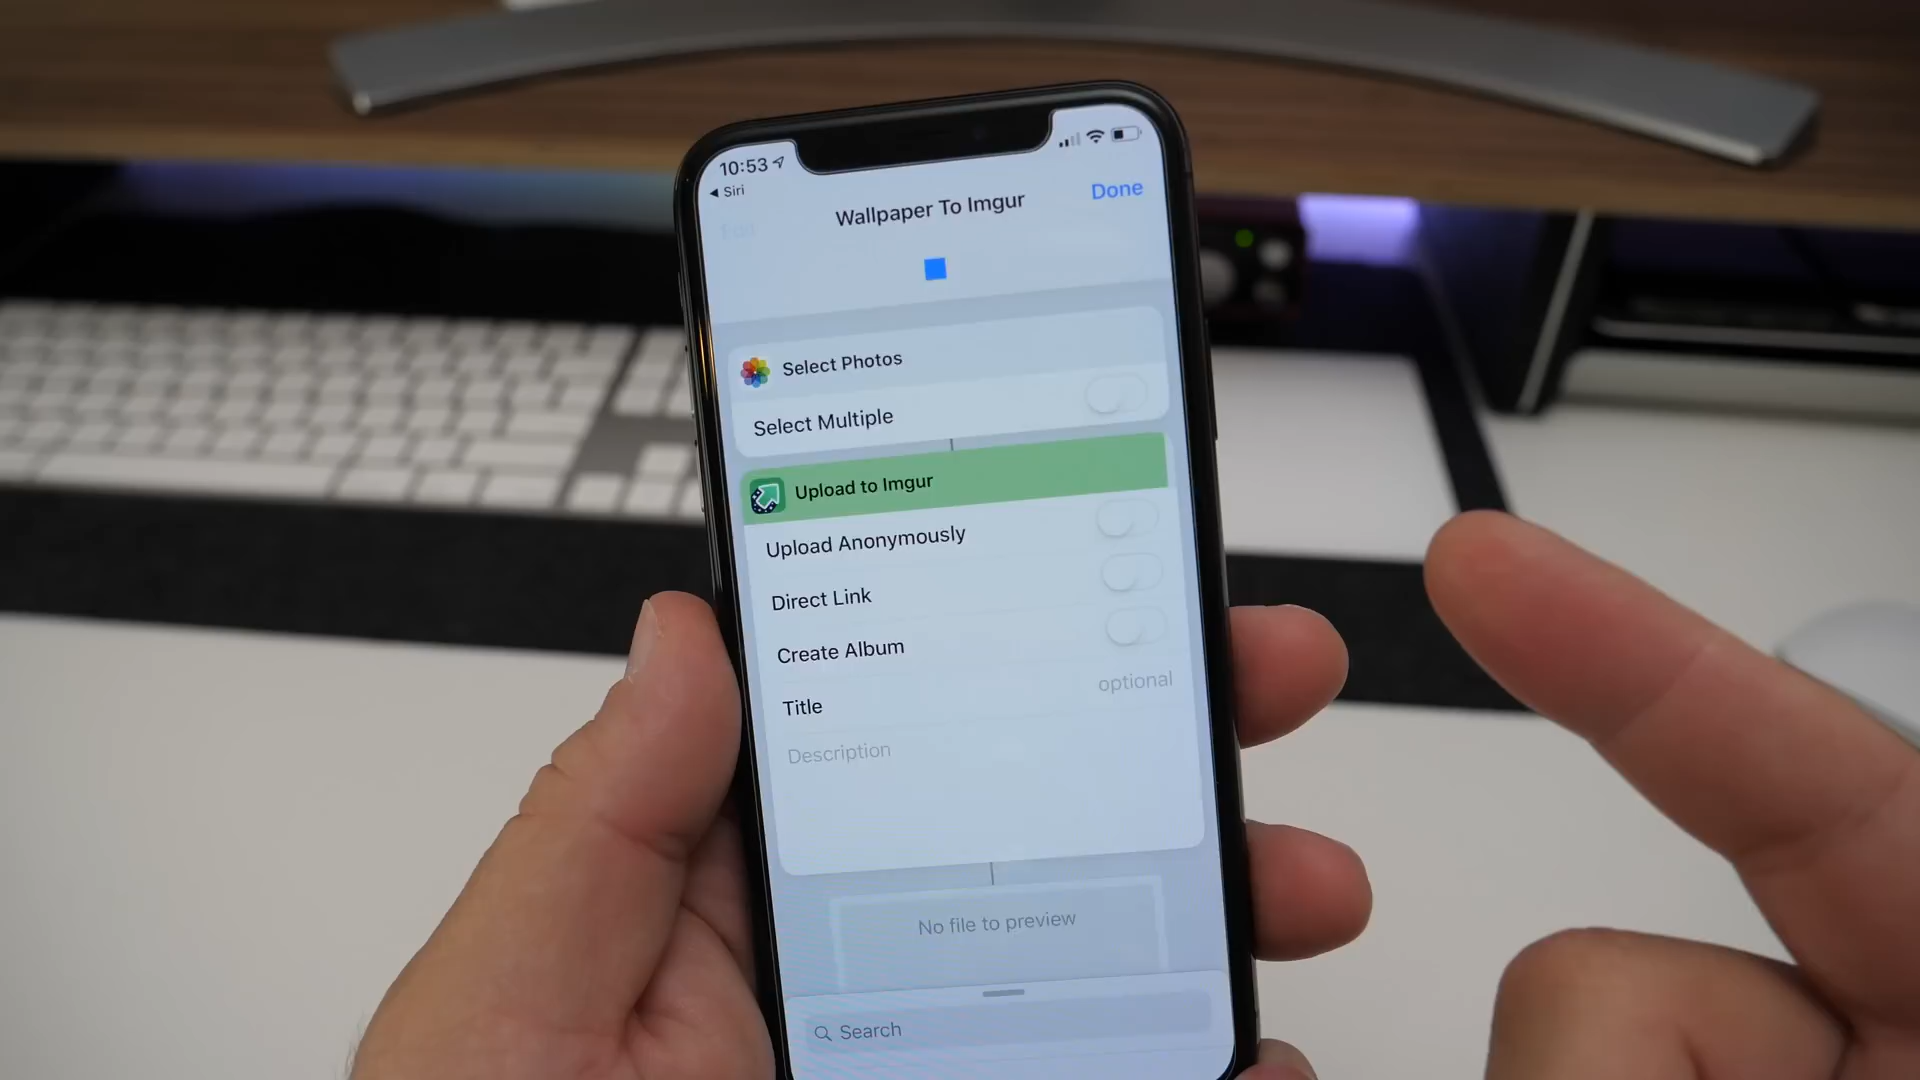 10:53
Siri
Edit
Wallpaper To Imgur
Done
Select Photos
Select Multiple
Upload to Imgur
Upload Anonymously
Direct Link
Create Album
Title
optional
Description
No file to preview
Search